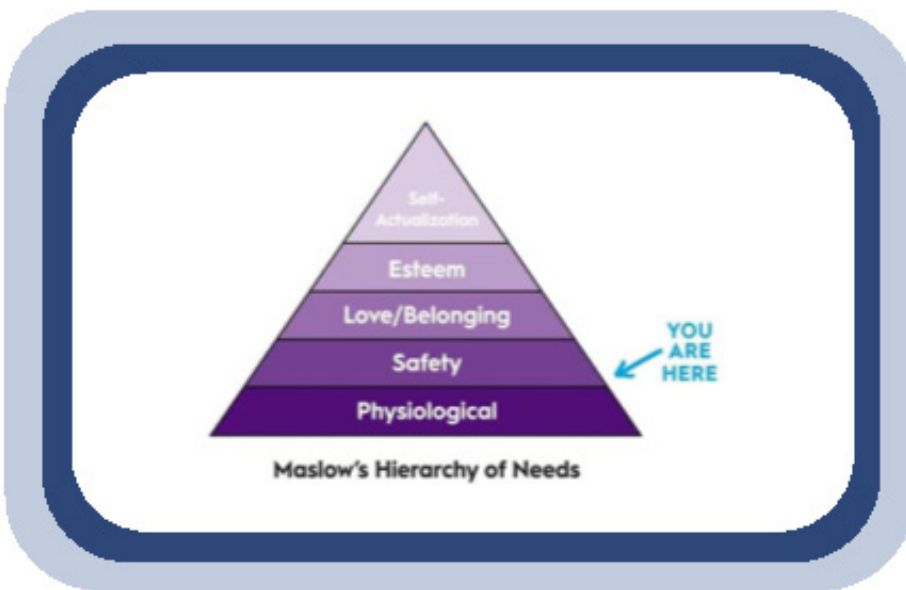 Self-
Actualization
Esteem
Love/Belonging
Safety
Physiological
YOU
ARE
HERE
Maslow's Hierarchy of Needs